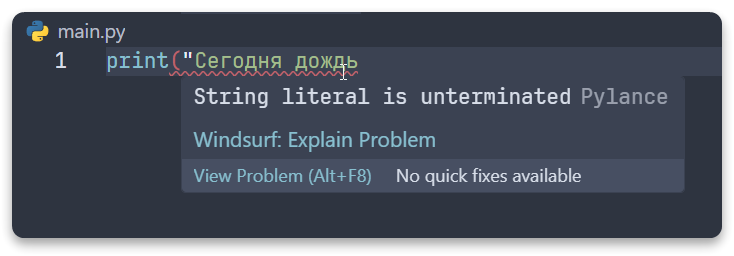 main.py
1 print("Сегодня дождь
String literal is unterminated Pylance
Windsurf: Explain Problem
View Problem (Alt+F8) No quick fixes available